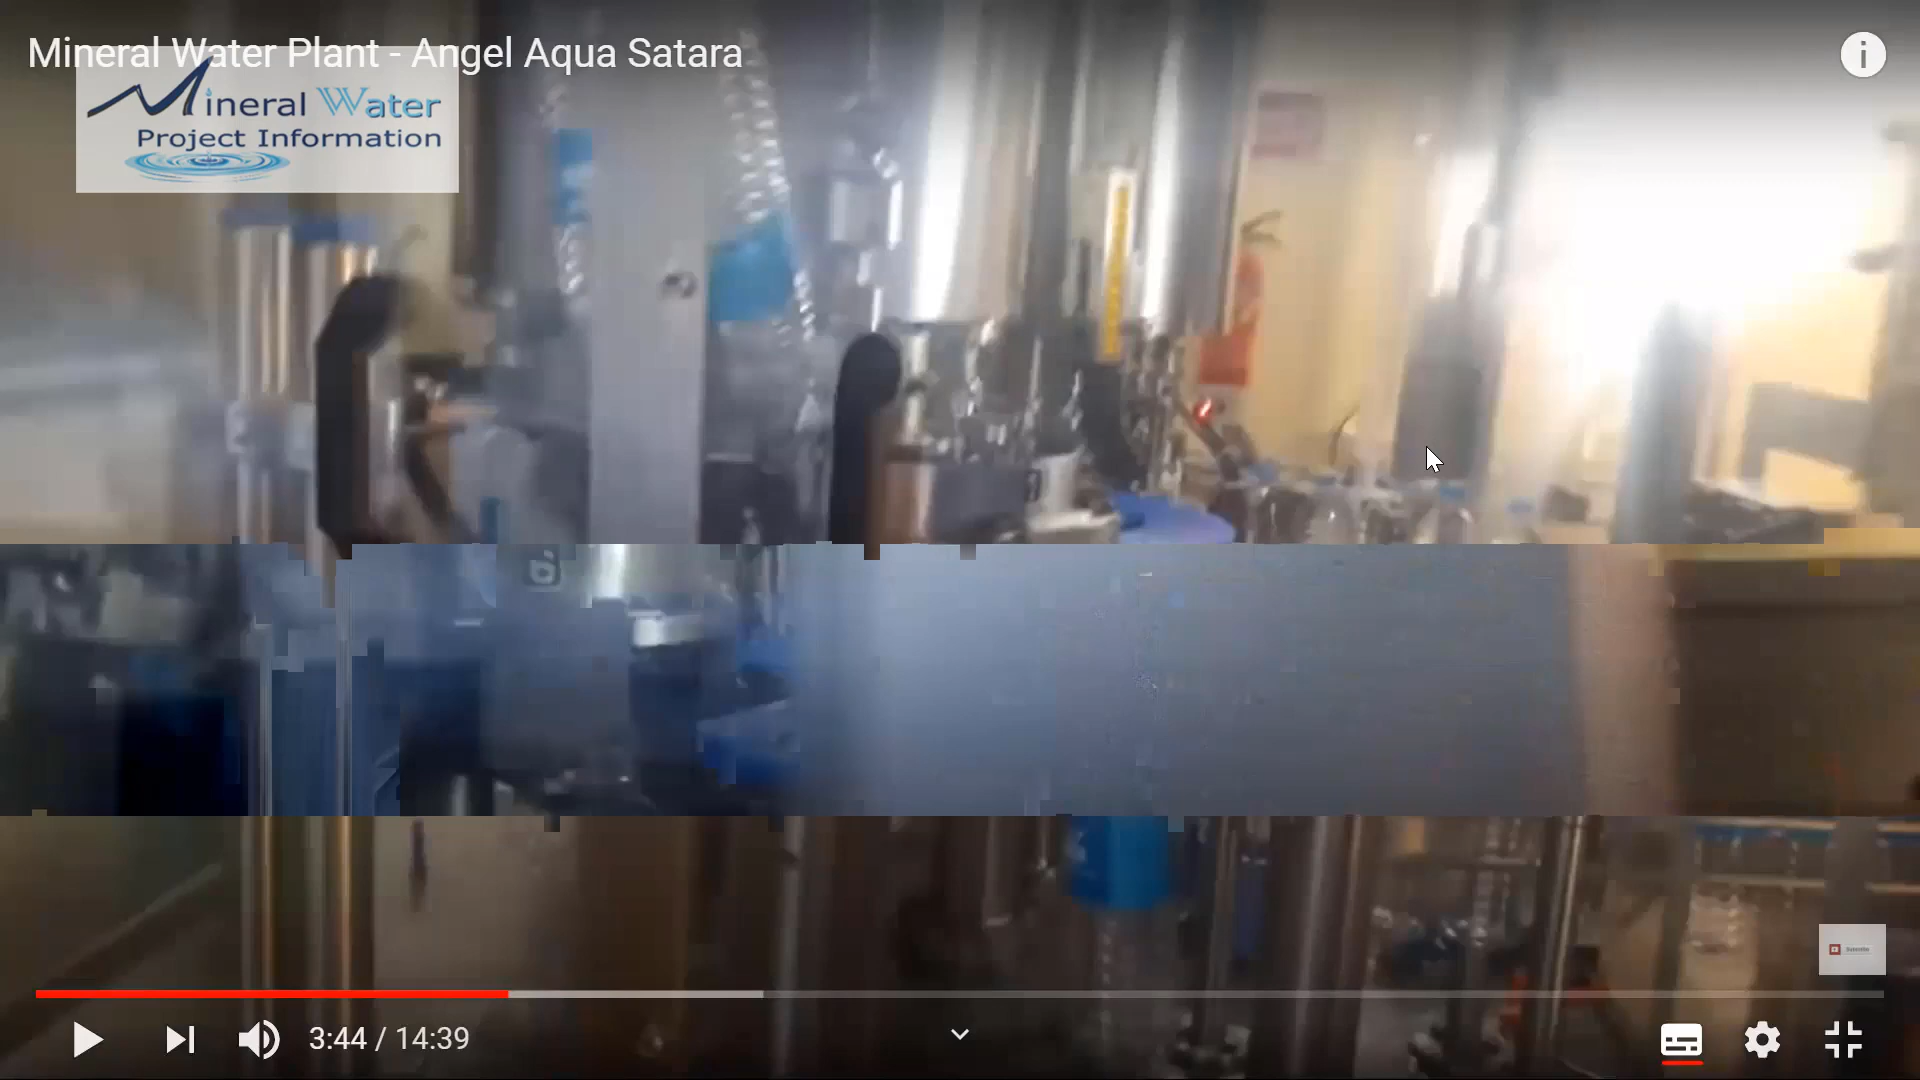 Mineral Water Plant - Angel Aqua Satara
Mineral Water
Project Information
3:44 / 14:39